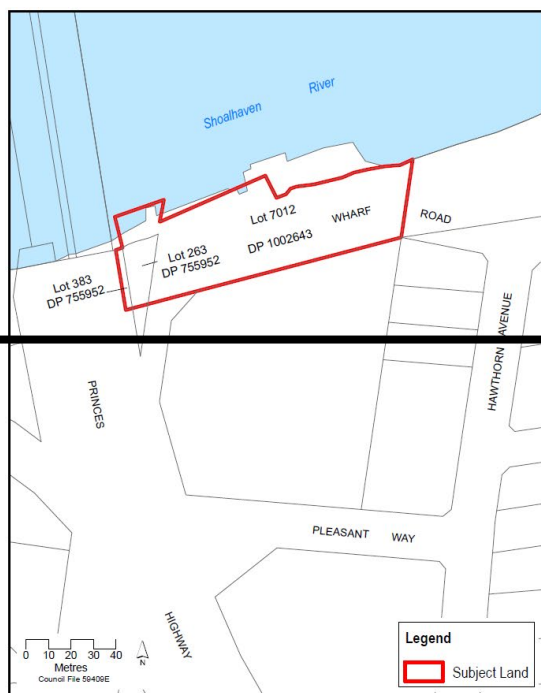 River
Shoalhaven
Lot 7012
WHARF ROAD
Lot 263
DP 755952
DP 1002643
Lot 383
DP 755952
HAWTHORN AVENUE
PRINCES
PLEASANT WAY
HIGHWAY
0 10 20 30 40
Metres
Council File 59409E
N
Legend
Subject Land